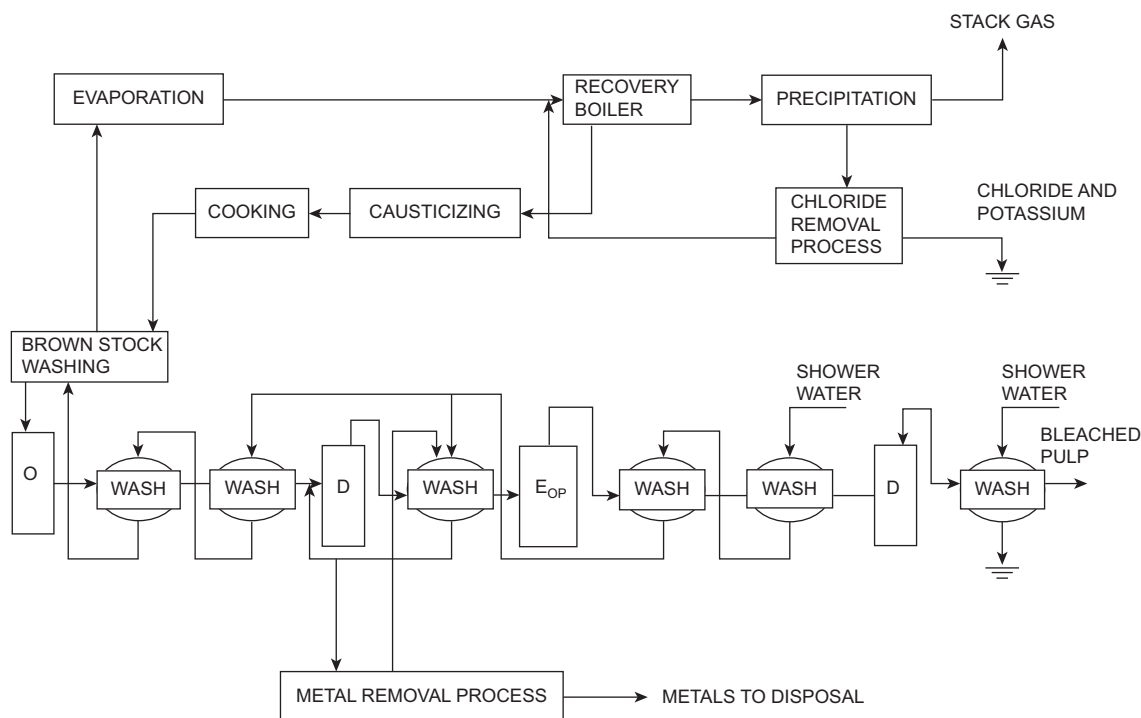 STACK GAS
EVAPORATION
RECOVERY
BOILER
PRECIPITATION
COOKING
CAUSTICIZING
CHLORIDE
REMOVAL
PROCESS
CHLORIDE AND
POTASSIUM
BROWN STOCK
WASHING
SHOWER
WATER
SHOWER
WATER
BLEACHED
PULP
O
WASH
WASH
D
WASH
EOP
WASH
WASH
D
WASH
METAL REMOVAL PROCESS
METALS TO DISPOSAL